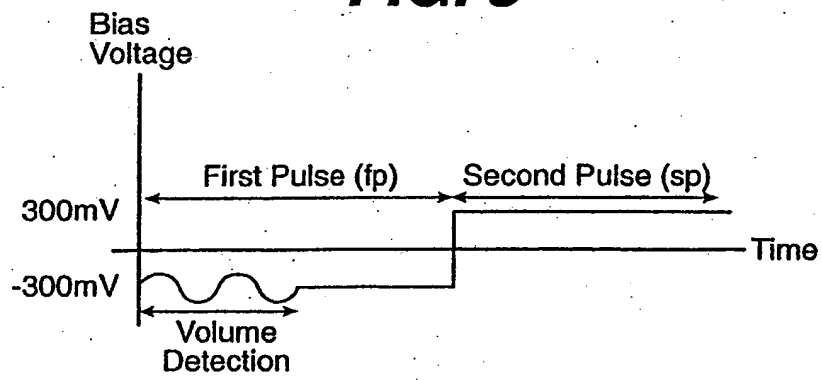 Bias
Voltage
First Pulse (fp)
Second Pulse (sp)
300mV
Time
-300mV
Volume
Detection